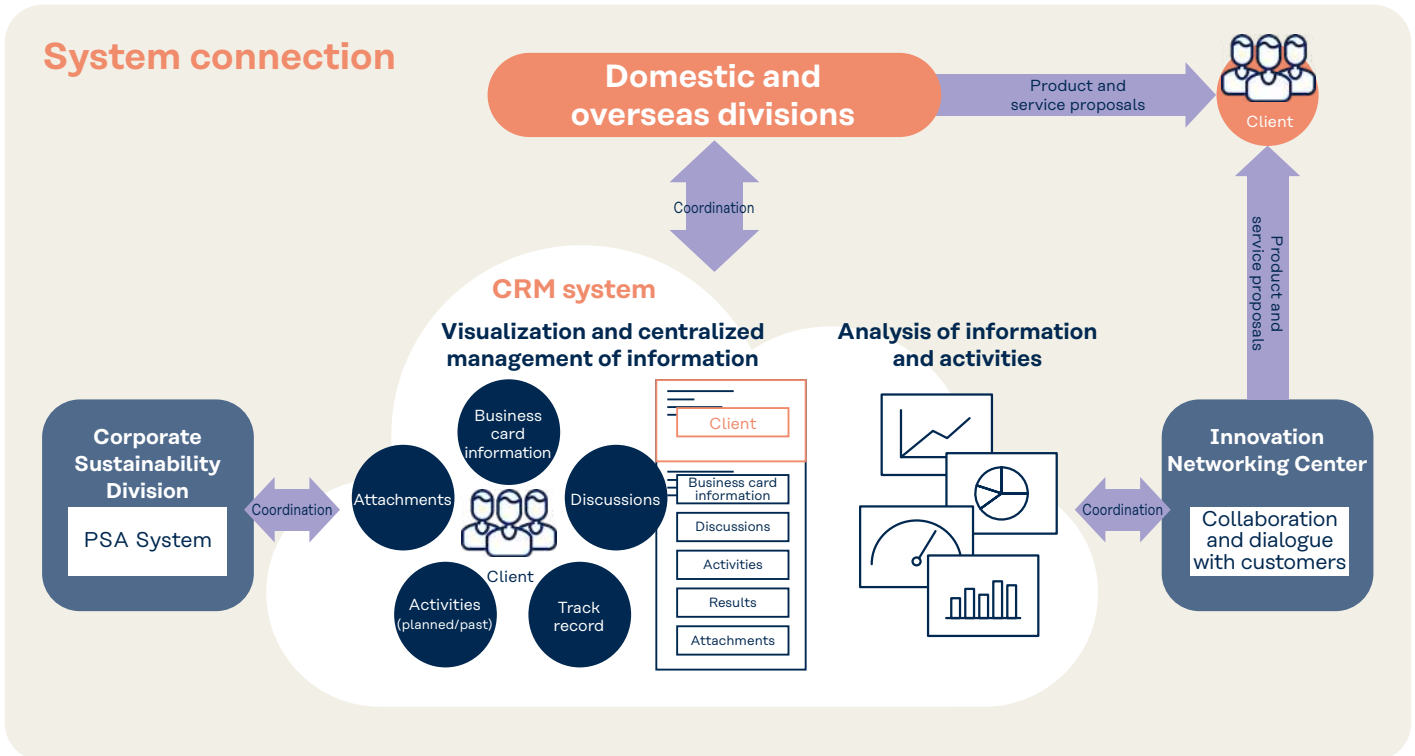 System connection
Domestic and
overseas divisions
Product and
service proposals
Client
Coordination
Product and
service proposals
CRM system
Visualization and centralized
management of information
Analysis of information
and activities
Corporate
Sustainability
Division
PSA System
Coordination
Business
card
information
Attachments
Discussions
Client
Activities
(planned/past)
Track
record
Client
Business card
information
Discussions
Activities
Results
Attachments
Coordination
Innovation
Networking Center
Collaboration
and dialogue
with customers